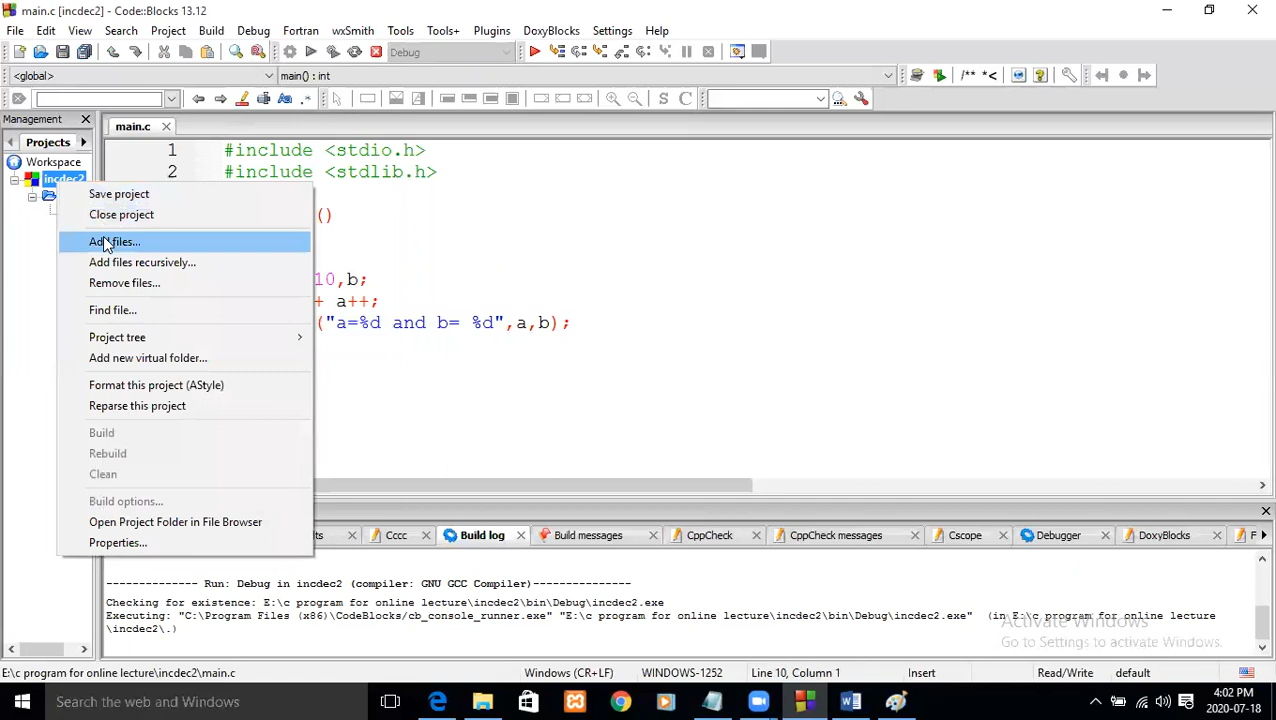 main.c [incdec2] - Code::Blocks 13.12
File Edit View Search Project Build Debug Fortran wxSmith Tools Tools+ Plugins DoxyBlocks Settings Help
Debug
<global> main() : int
/** *<
S C
Management
Projects
main.c
Workspace
incdec2
1 #include <stdio.h>
2 #include <stdlib.h>
()
10,b;
+ a++;
("a=%d and b= %d",a,b);
Save project
Close project
Add files...
Add files recursively...
Remove files...
Find file...
Project tree
Add new virtual folder...
Format this project (AStyle)
Reparse this project
Build
Rebuild
Clean
Build options...
Open Project Folder in File Browser
Properties...
lts Cccc Build log Build messages CppCheck CppCheck messages Cscope Debugger DoxyBlocks F
-------------- Run: Debug in incdec2 (compiler: GNU GCC Compiler)---------------
Checking for existence: E:\c program for online lecture\incdec2\bin\Debug\incdec2.exe
Executing: "C:\Program Files (x86)\CodeBlocks/cb_console_runner.exe" "E:\c program for online lecture\incdec2\bin\Debug\incdec2.exe"  (in E:\c program for online lecture
\incdec2\.)
Activate Windows
Go to Settings to activate Windows.
E:\c program for online lecture\incdec2\main.c Windows (CR+LF) WINDOWS-1252 Line 10, Column 1 Insert Read/Write default
Search the web and Windows
4:02 PM
2020-07-18